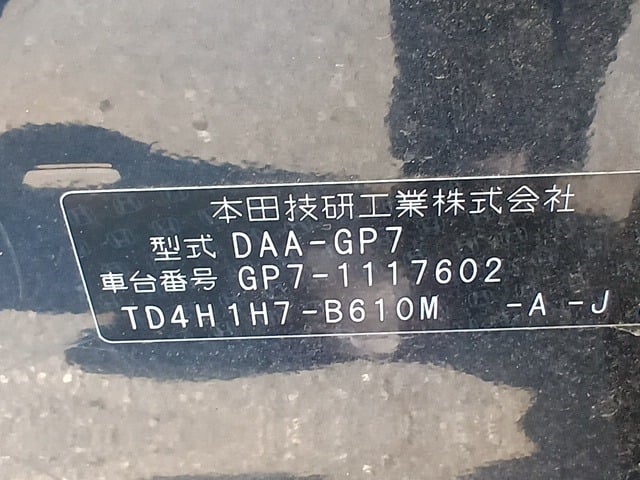 本田技研工業株式会社
型式 DAA-GP7
車台番号 GP7-1117602
TD4H1H7-B610M -A -J